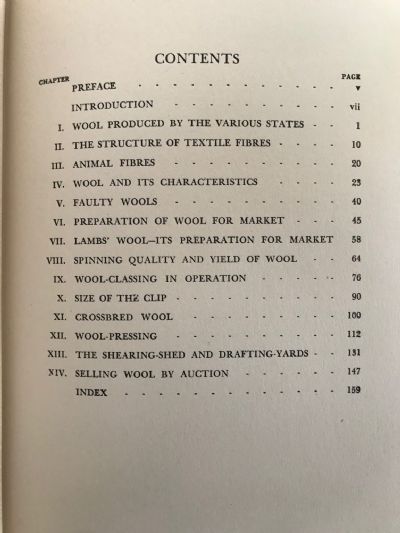 CONTENTS
CHAPTER PAGE
PREFACE - - - - - - - - - - - v
INTRODUCTION - - - - - - - - - vii
I. WOOL PRODUCED BY THE VARIOUS STATES - - 1
II. THE STRUCTURE OF TEXTILE FIBRES - - - - 10
III. ANIMAL FIBRES - - - - - - - - - 20
IV. WOOL AND ITS CHARACTERISTICS - - - - 23
V. FAULTY WOOLS - - - - - - - - - 40
VI. PREPARATION OF WOOL FOR MARKET - - - 45
VII. LAMBS' WOOL—ITS PREPARATION FOR MARKET 58
VIII. SPINNING QUALITY AND YIELD OF WOOL - - 64
IX. WOOL-CLASSING IN OPERATION - - - - - 76
X. SIZE OF THE CLIP - - - - - - - - 90
XI. CROSSBRED WOOL - - - - - - - - 100
XII. WOOL-PRESSING - - - - - - - - - 112
XIII. THE SHEARING-SHED AND DRAFTING-YARDS - - 131
XIV. SELLING WOOL BY AUCTION - - - - - - 147
INDEX - - - - - - - - - - - - 159